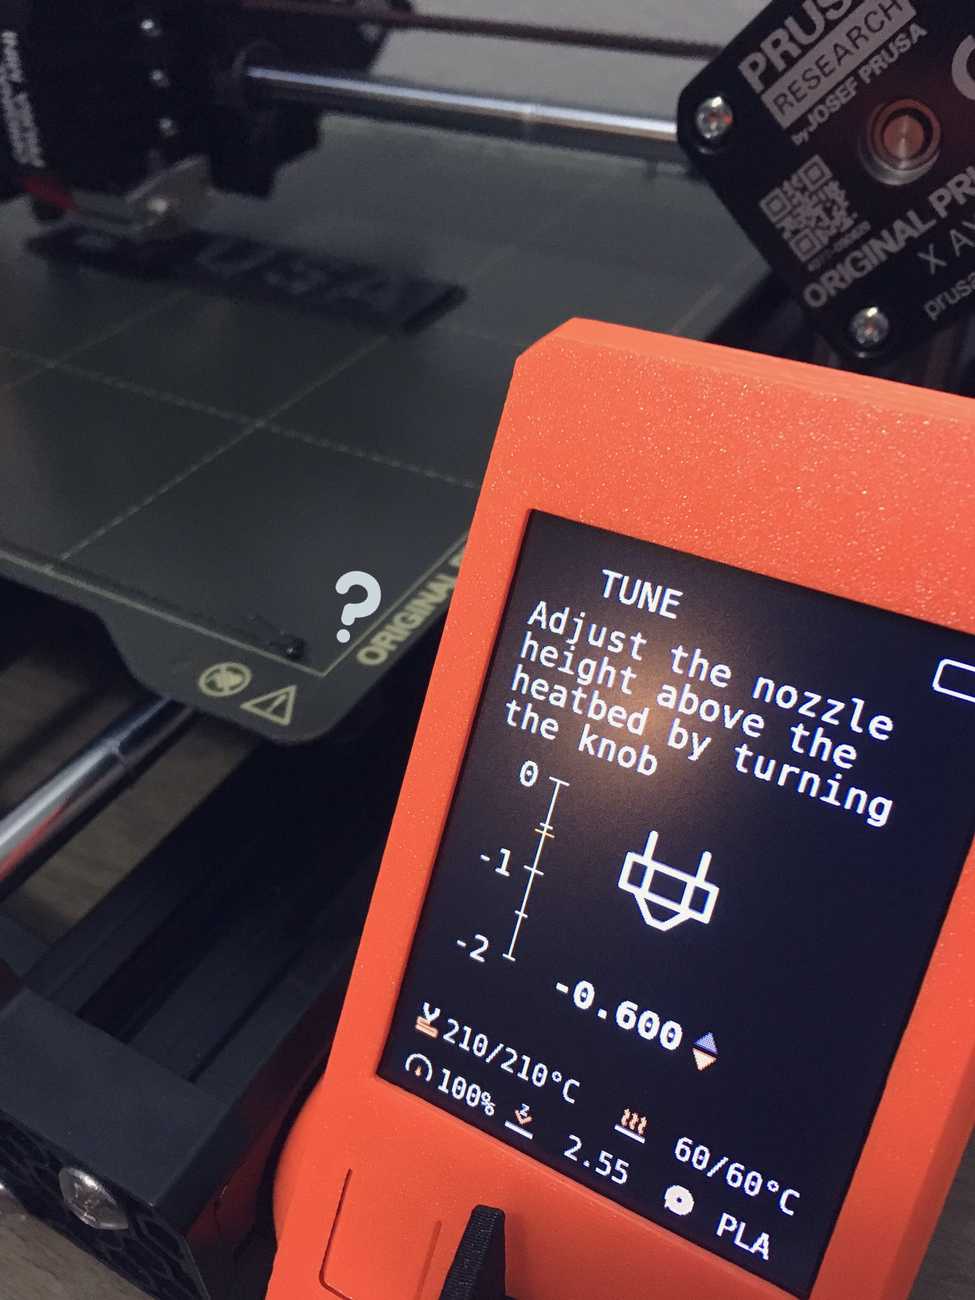 PRUSA
RESEARCH
by JOSEF PRUSA
ORIGINAL PR
X AX
prusa
?
ORIGINAL
TUNE
Adjust the nozzle
height above the
heatbed by turning
the knob
0
-1
-2
-0.600
210/210°C
100%
z
2.55
60/60°C
PLA